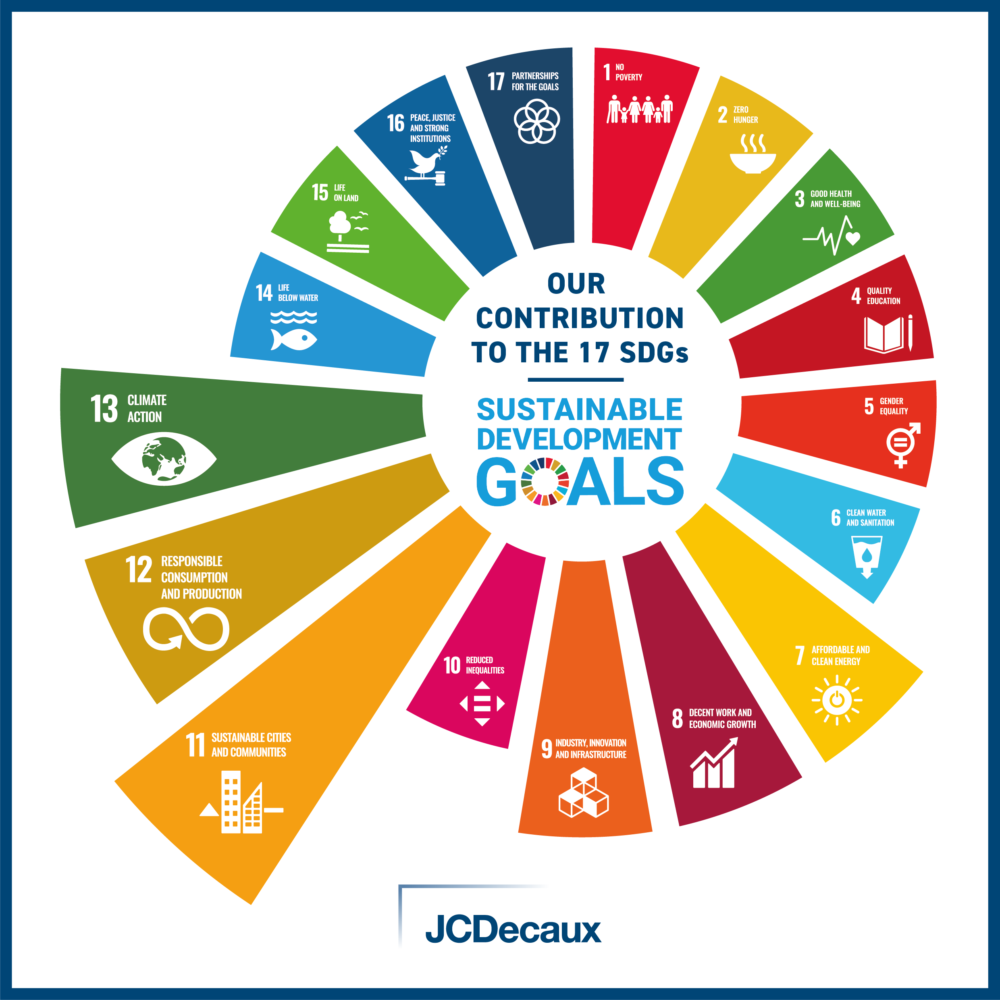 OUR
CONTRIBUTION
TO THE 17 SDGs
SUSTAINABLE
DEVELOPMENT
GOALS
1 NO
POVERTY
2 ZERO
HUNGER
3 GOOD HEALTH
AND WELL-BEING
4 QUALITY
EDUCATION
5 GENDER
EQUALITY
6 CLEAN WATER
AND SANITATION
7 AFFORDABLE AND
CLEAN ENERGY
8 DECENT WORK AND
ECONOMIC GROWTH
9 INDUSTRY, INNOVATION
AND INFRASTRUCTURE
10 REDUCED
INEQUALITIES
11 SUSTAINABLE CITIES
AND COMMUNITIES
12 RESPONSIBLE
CONSUMPTION
AND PRODUCTION
13 CLIMATE
ACTION
14 LIFE
BELOW WATER
15 LIFE
ON LAND
16 PEACE, JUSTICE
AND STRONG
INSTITUTIONS
17 PARTNERSHIPS
FOR THE GOALS
JCDecaux